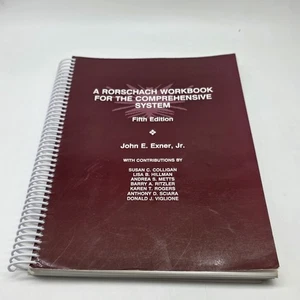 A RORSCHACH WORKBOOK
FOR THE COMPREHENSIVE
SYSTEM
Fifth Edition
John E. Exner, Jr.
WITH CONTRIBUTIONS BY
SUSAN C. COLLIGAN
LISA B. HILLMAN
ANDREA S. METTS
BARRY A. RITZLER
KAREN T. ROGERS
ANTHONY D. SCIARA
DONALD J. VIGLIONE